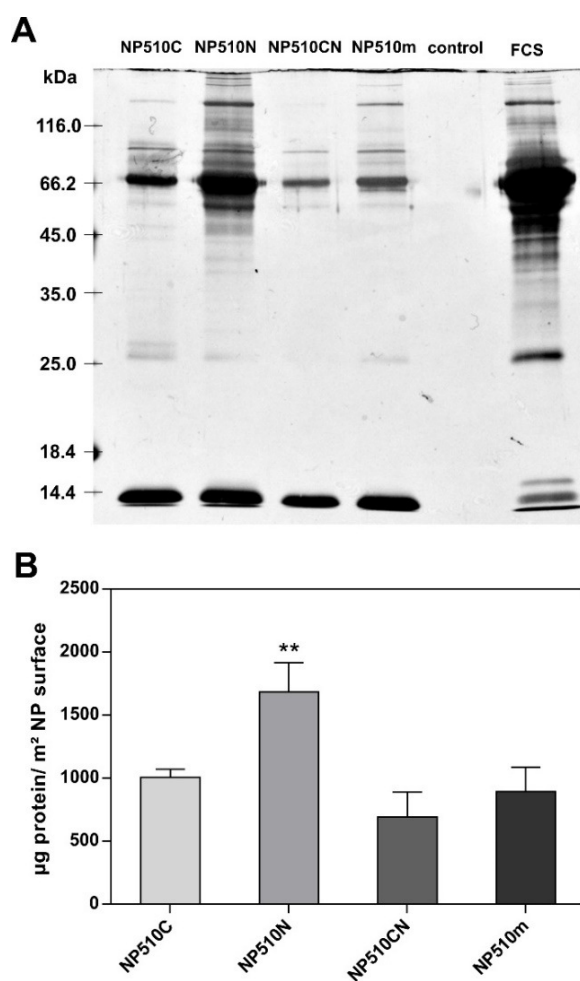 A
NP510C NP510N NP510CN NP510m control FCS
kDa
116.0
66.2
45.0
35.0
25.0
18.4
14.4
B
µg protein/ m² NP surface
2500
2000
1500
1000
500
0
**
NP510C
NP510N
NP510CN
NP510m